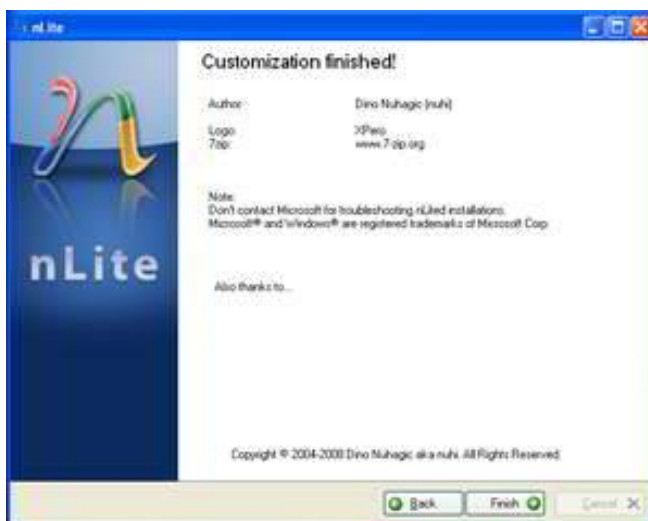 nLite
Customization finished!
Author Dino Nuhagic (nuhi)
Logo: XPero
7zip: www.7-zip.org
Note:
Don't contact Microsoft for troubleshooting nLited installations.
Microsoft® and Windows® are registered trademarks of Microsoft Corp.
nLite
Also thanks to...
Copyright © 2004-2008 Dino Nuhagic aka nuhi. All Rights Reserved.
Back Finish Cancel